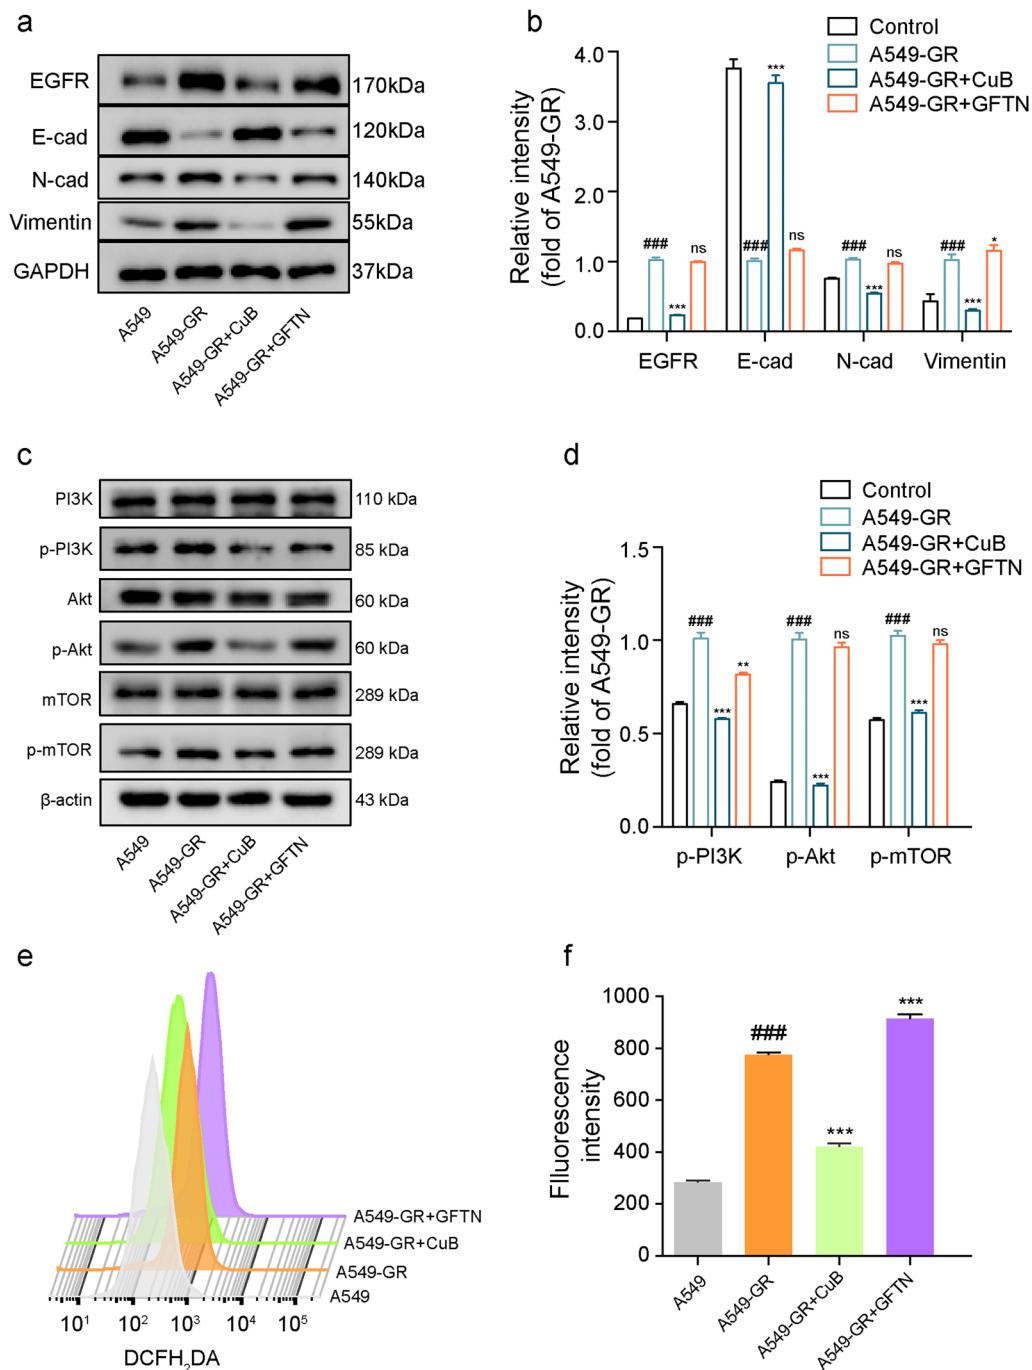 a
EGFR 170kDa
E-cad 120kDa
N-cad 140kDa
Vimentin 55kDa
GAPDH 37kDa
A549 A549-GR A549-GR+CuB A549-GR+GFTN
b
Control
A549-GR
A549-GR+CuB
A549-GR+GFTN
Relative intensity
(fold of A549-GR)
4.0
3.0
2.0
1.0
0.0
### *** ns
### ***
### *** ns
### *** *
EGFR E-cad N-cad Vimentin
c
PI3K 110 kDa
p-PI3K 85 kDa
Akt 60 kDa
p-Akt 60 kDa
mTOR 289 kDa
p-mTOR 289 kDa
β-actin 43 kDa
A549 A549-GR A549-GR+CuB A549-GR+GFTN
d
Control
A549-GR
A549-GR+CuB
A549-GR+GFTN
Relative intensity
(fold of A549-GR)
1.5
1.0
0.5
0.0
### *** **
### *** ns
### *** ns
p-PI3K p-Akt p-mTOR
e
A549-GR+GFTN
A549-GR+CuB
A549-GR
A549
10¹ 10² 10³ 10⁴ 10⁵
DCFH₂DA
f
Flluorescence
intensity
1000
800
600
400
200
0
### *** ***
A549 A549-GR A549-GR+CuB A549-GR+GFTN